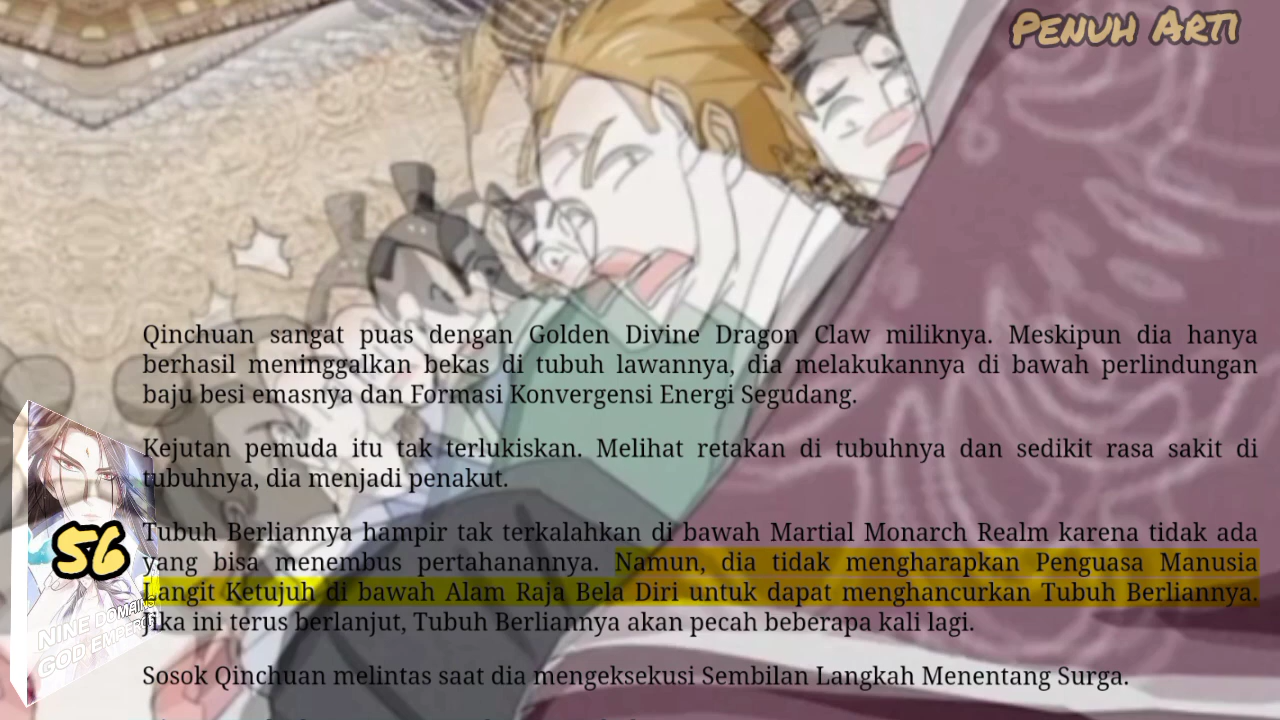 Penuh Arti
Qinchuan sangat puas dengan Golden Divine Dragon Claw miliknya. Meskipun dia hanya
berhasil meninggalkan bekas di tubuh lawannya, dia melakukannya di bawah perlindungan
baju besi emasnya dan Formasi Konvergensi Energi Segudang.
Kejutan pemuda itu tak terlukiskan. Melihat retakan di tubuhnya dan sedikit rasa sakit di
tubuhnya, dia menjadi penakut.
Tubuh Berliannya hampir tak terkalahkan di bawah Martial Monarch Realm karena tidak ada
yang bisa menembus pertahanannya. Namun, dia tidak mengharapkan Penguasa Manusia
Langit Ketujuh di bawah Alam Raja Bela Diri untuk dapat menghancurkan Tubuh Berliannya.
Jika ini terus berlanjut, Tubuh Berliannya akan pecah beberapa kali lagi.
Sosok Qinchuan melintas saat dia mengeksekusi Sembilan Langkah Menentang Surga.
56
NINE DOMAINS
GOD EMPEROR